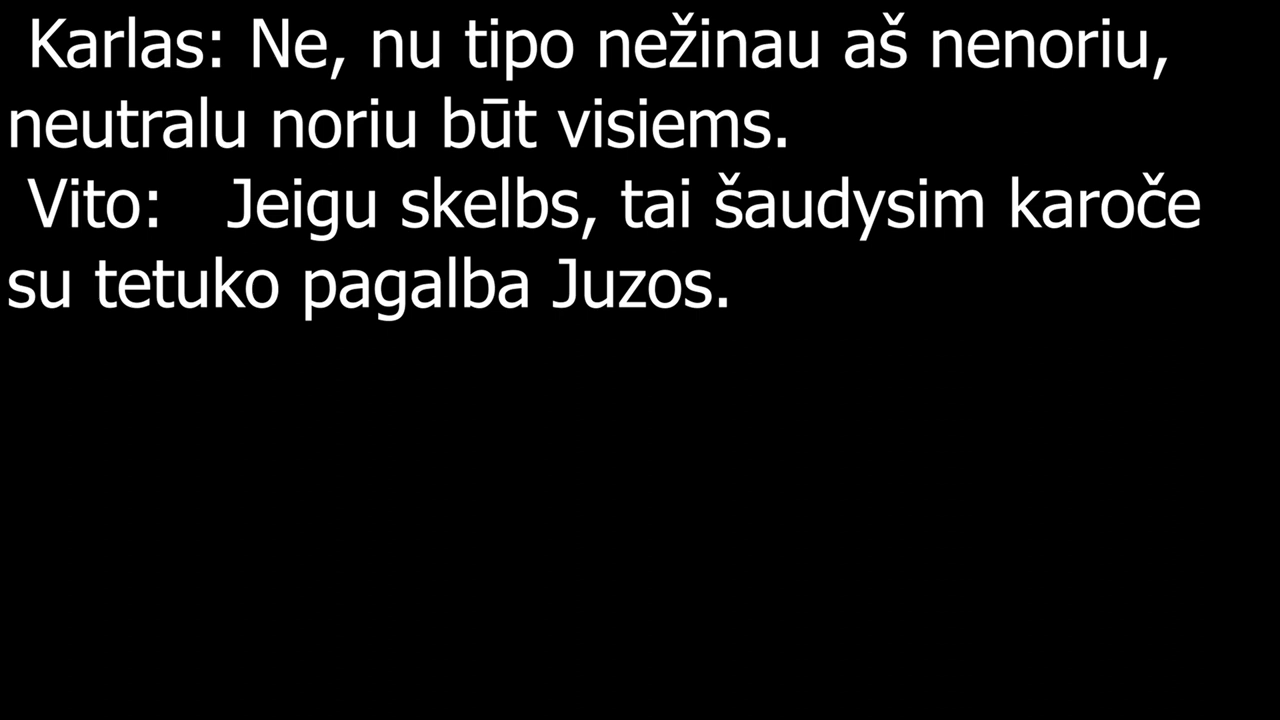 Karlas: Ne, nu tipo nežinau aš nenoriu,
neutralu noriu būt visiems.
Vito: Jeigu skelbs, tai šaudysim karoče
su tetuko pagalba Juzos.